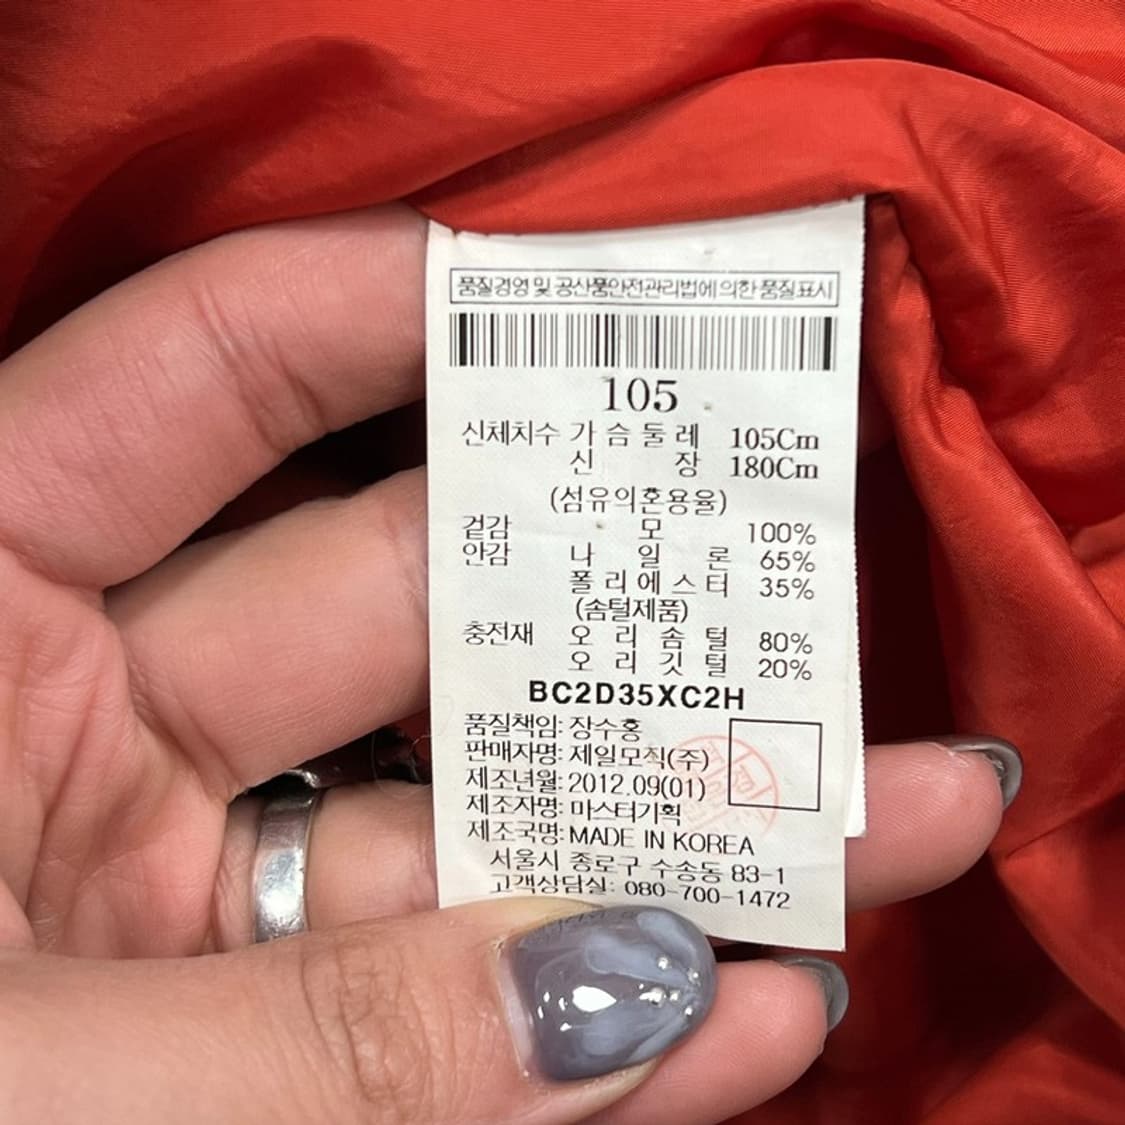 품질경영 및 공산품안전관리법에 의한 품질표시
105
신체치수 가슴둘레 105Cm
신장 180Cm
(섬유의혼용율)
겉감 모 100%
안감 나일론 65%
폴리에스터 35%
(솜털제품)
충전재 오리솜털 80%
오리깃털 20%
BC2D35XC2H
품질책임: 장수홍
판매자명: 제일모직(주)
제조년월: 2012.09(01)
제조자명: 마스터기획
제조국명: MADE IN KOREA
서울시 종로구 수송동 83-1
고객상담실: 080-700-1472